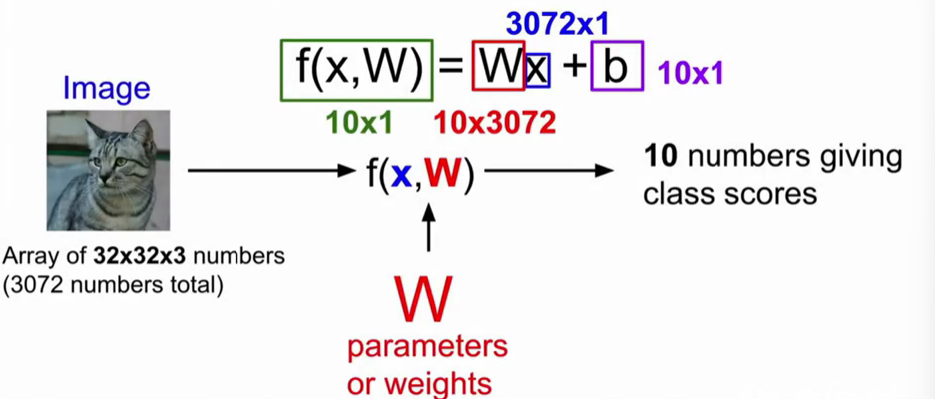 3072x1
f(x,W) = Wx + b 10x1
10x1 10x3072
Image
f(x,W)
10 numbers giving
class scores
Array of 32x32x3 numbers
(3072 numbers total)
W
parameters
or weights